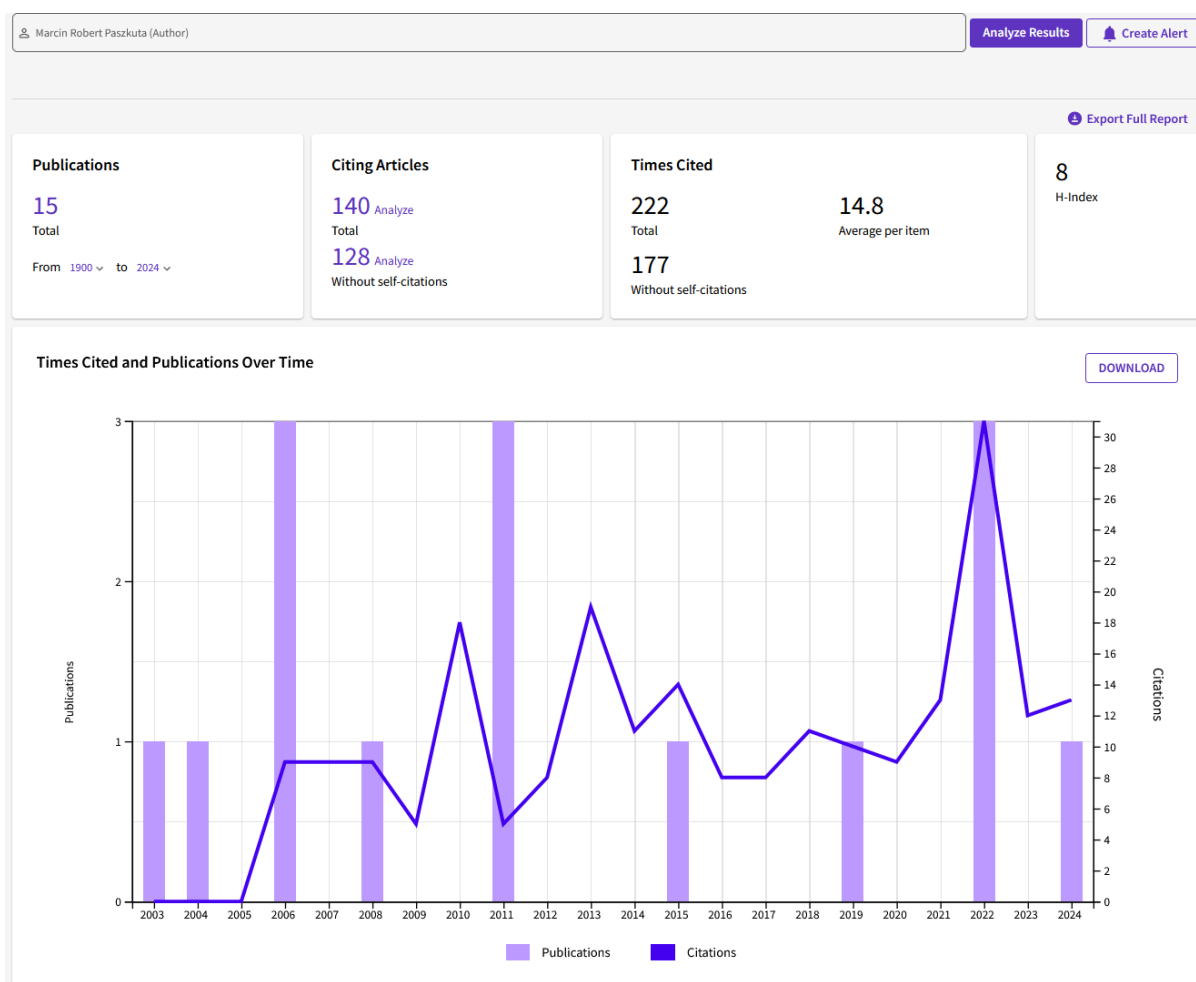 Marcin Robert Paszkuta (Author)
Analyze Results
Create Alert
Export Full Report
Publications
15
Total
From 1900 to 2024
Citing Articles
140 Analyze
Total
128 Analyze
Without self-citations
Times Cited
222
Total
14.8
Average per item
177
Without self-citations
8
H-Index
Times Cited and Publications Over Time
DOWNLOAD
Publications
3
2
1
0
30
28
26
24
22
20
18
16
14
12
10
8
6
4
2
0
Citations
2003 2004 2005 2006 2007 2008 2009 2010 2011 2012 2013 2014 2015 2016 2017 2018 2019 2020 2021 2022 2023 2024
Publications Citations